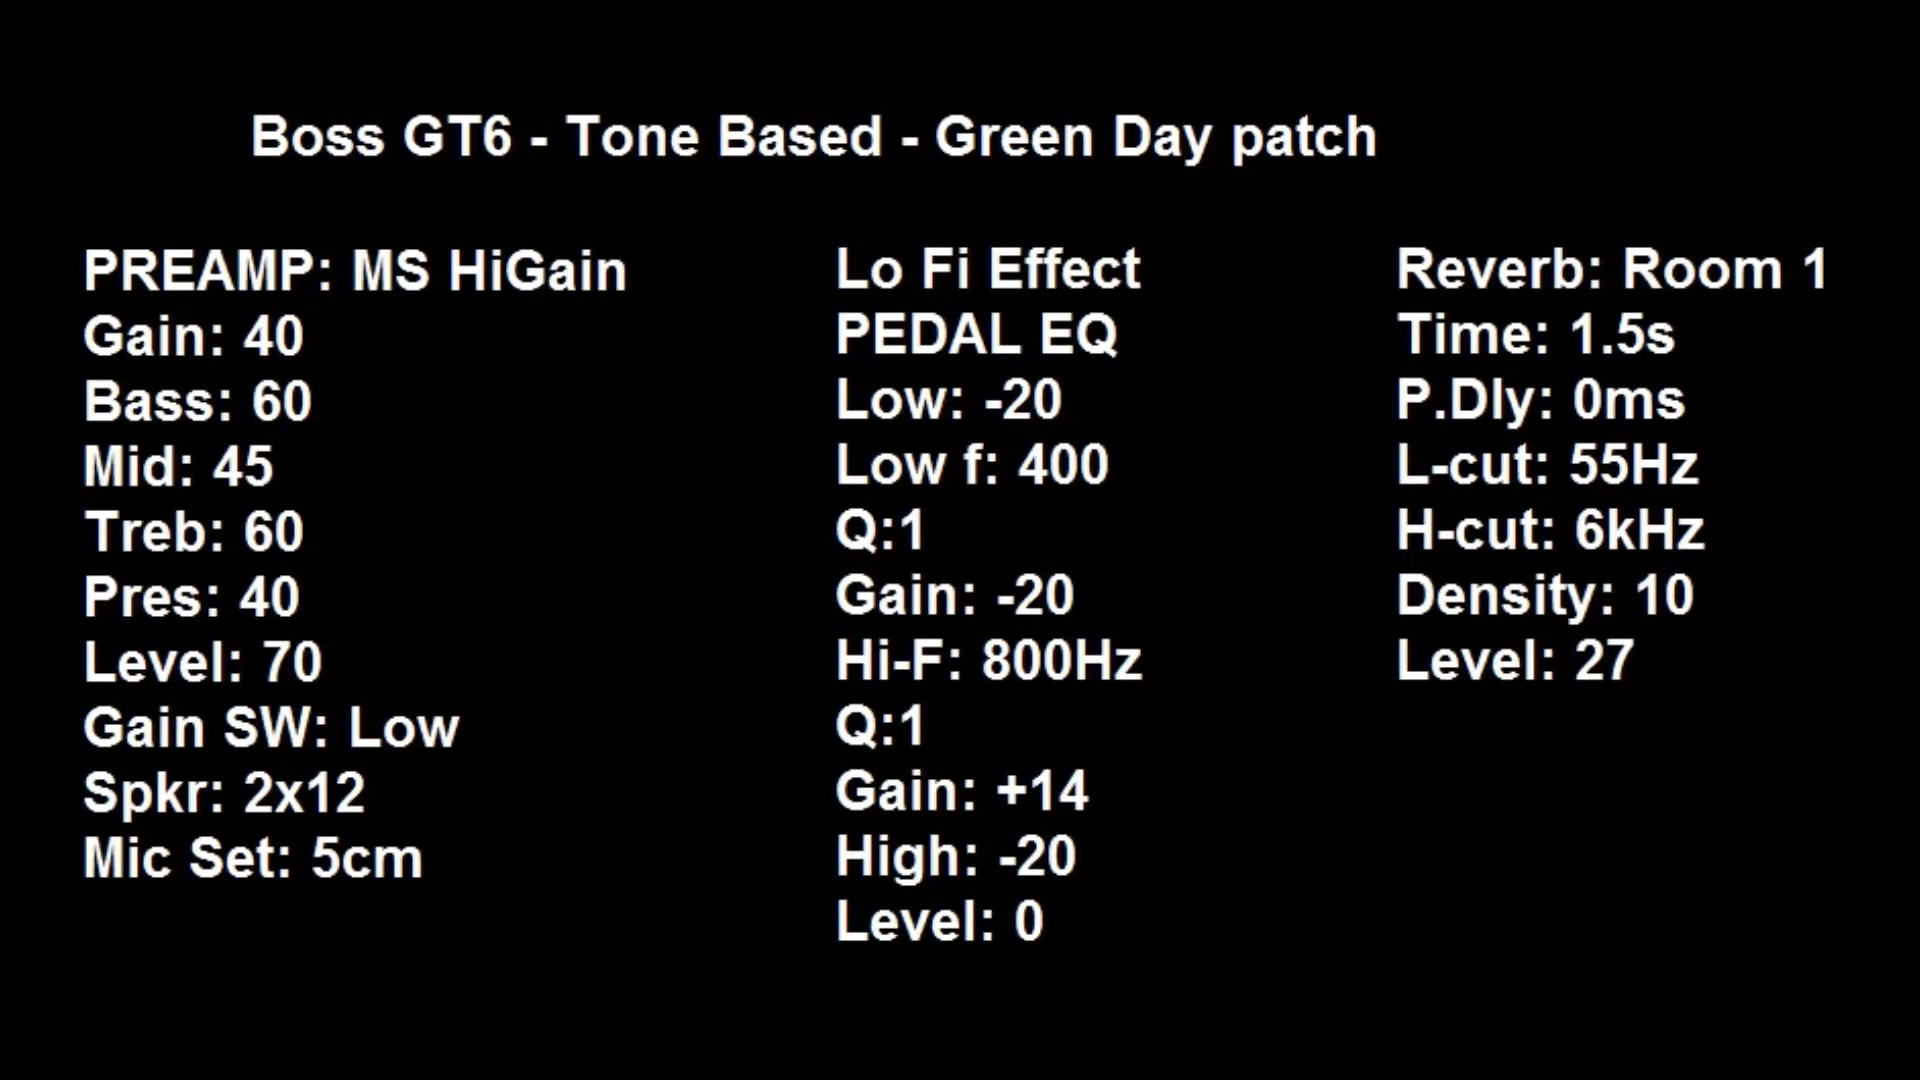 Boss GT6 - Tone Based - Green Day patch
PREAMP: MS HiGain
Gain: 40
Bass: 60
Mid: 45
Treb: 60
Pres: 40
Level: 70
Gain SW: Low
Spkr: 2x12
Mic Set: 5cm
Lo Fi Effect
PEDAL EQ
Low: -20
Low f: 400
Q:1
Gain: -20
Hi-F: 800Hz
Q:1
Gain: +14
High: -20
Level: 0
Reverb: Room 1
Time: 1.5s
P.Dly: 0ms
L-cut: 55Hz
H-cut: 6kHz
Density: 10
Level: 27